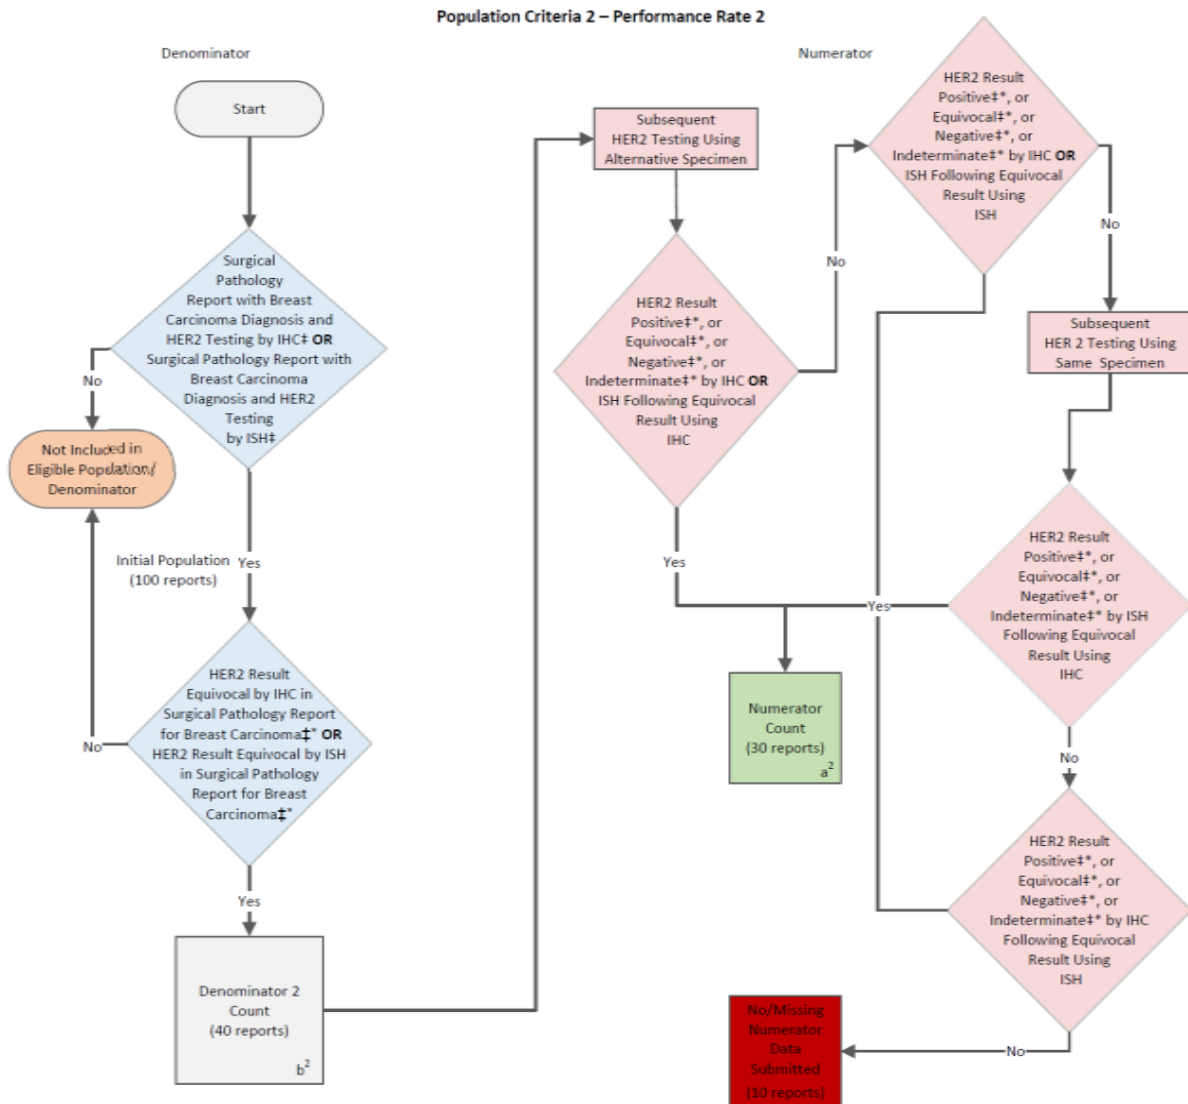 Population Criteria 2 – Performance Rate 2
Denominator
Start
Surgical
Pathology
Report with Breast
Carcinoma Diagnosis and
HER2 Testing by IHC‡ OR
Surgical Pathology Report with
Breast Carcinoma
Diagnosis and HER2
Testing
by ISH‡
No
Not Included in
Eligible Population/
Denominator
Initial Population
(100 reports)
Yes
HER2 Result
Equivocal by IHC in
Surgical Pathology Report
for Breast Carcinoma‡* OR
HER2 Result Equivocal by ISH
in Surgical Pathology
Report for Breast
Carcinoma‡*
No
Yes
Denominator 2
Count
(40 reports)
b²
Numerator
Subsequent
HER2 Testing Using
Alternative Specimen
HER2 Result
Positive‡*, or
Equivocal‡*, or
Negative‡*, or
Indeterminate‡* by IHC OR
ISH Following Equivocal
Result Using
IHC
No
Yes
HER2 Result
Positive‡*, or
Equivocal‡*, or
Negative‡*, or
Indeterminate‡* by IHC OR
ISH Following Equivocal
Result Using
ISH
No
Subsequent
HER 2 Testing Using
Same Specimen
HER2 Result
Positive‡*, or
Equivocal‡*, or
Negative‡*, or
Indeterminate‡* by ISH
Following Equivocal
Result Using
IHC
Yes
Numerator
Count
(30 reports)
a²
No
HER2 Result
Positive‡*, or
Equivocal‡*, or
Negative‡*, or
Indeterminate‡* by IHC
Following Equivocal
Result Using
ISH
No
No/Missing
Numerator
Data
Submitted
(10 reports)